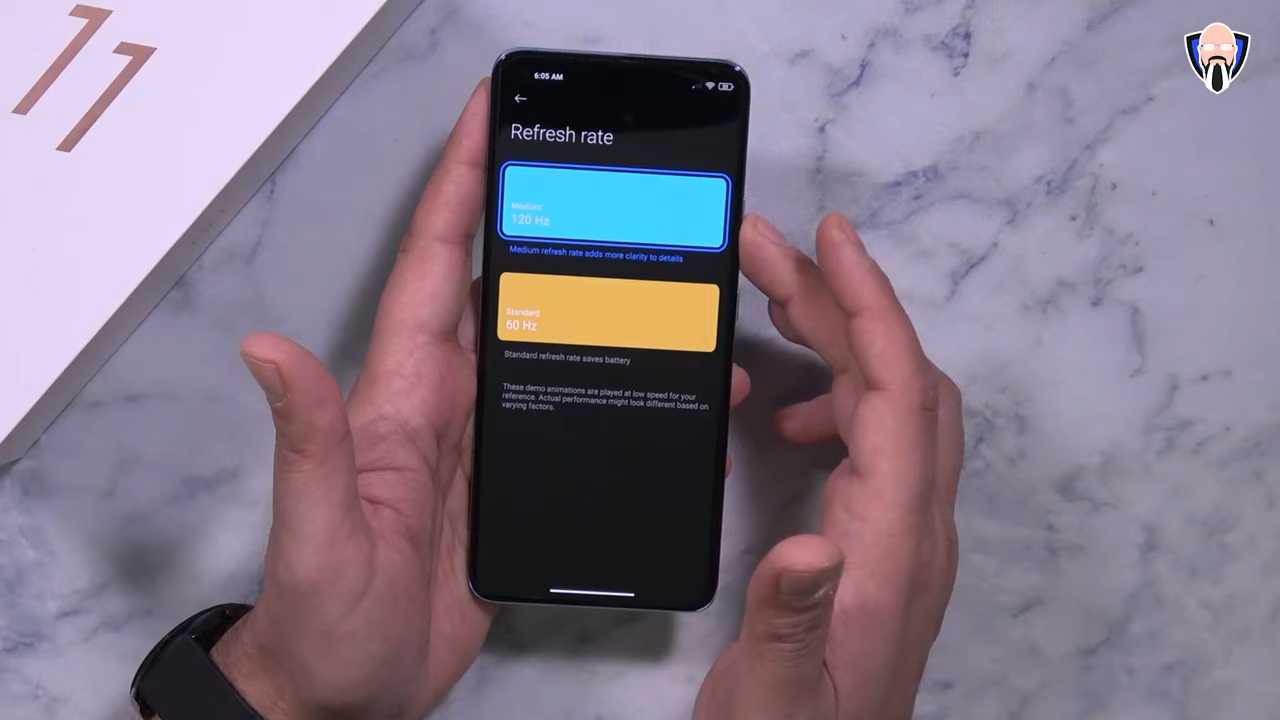 11
6:05 AM
Refresh rate
Medium
120 Hz
Medium refresh rate adds more clarity to details
Standard
60 Hz
Standard refresh rate saves battery
These demo animations are played at low speed for your
reference. Actual performance might look different based on
varying factors.